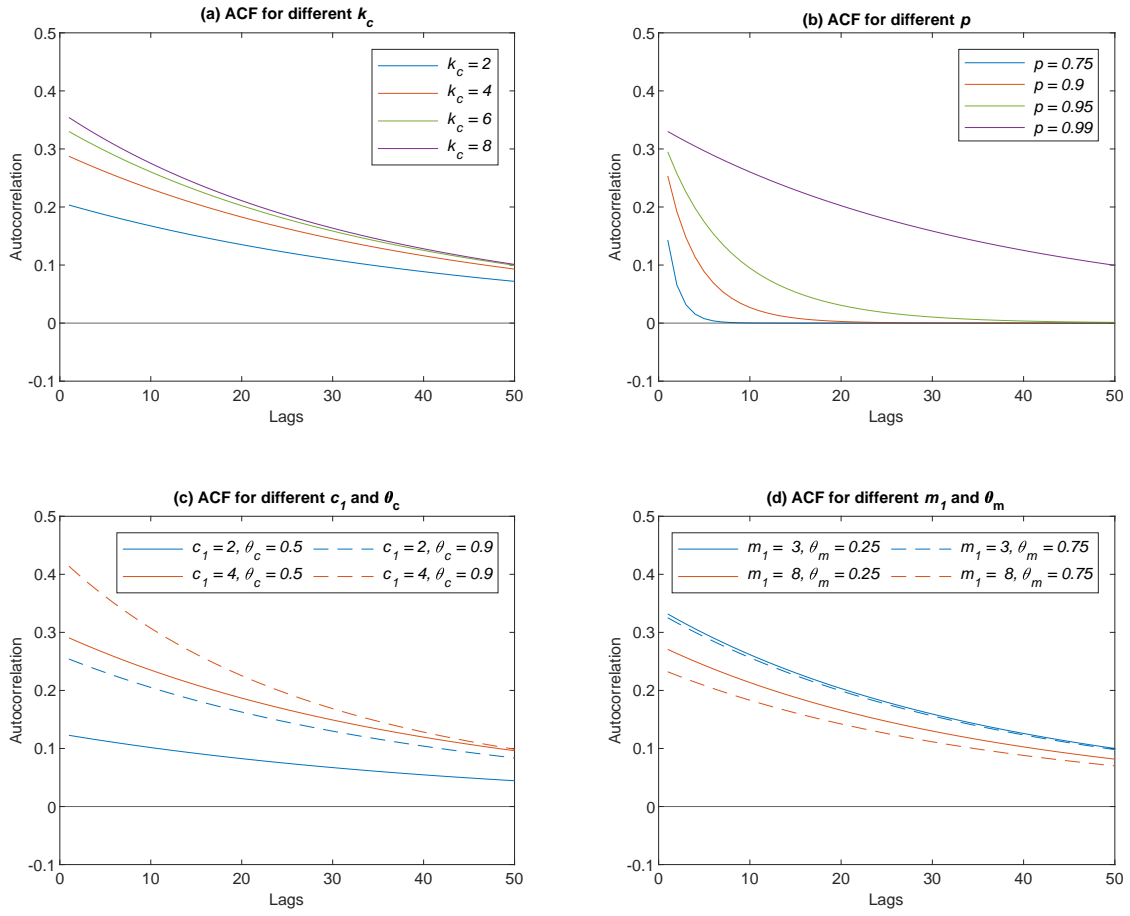 (a) ACF for different k_c
0.5
0.4
0.3
0.2
0.1
0
-0.1
Autocorrelation
k_c = 2
k_c = 4
k_c = 6
k_c = 8
0 10 20 30 40 50
Lags
(b) ACF for different p
0.5
0.4
0.3
0.2
0.1
0
-0.1
Autocorrelation
p = 0.75
p = 0.9
p = 0.95
p = 0.99
0 10 20 30 40 50
Lags
(c) ACF for different c_1 and θ_c
0.5
0.4
0.3
0.2
0.1
0
-0.1
Autocorrelation
c_1 = 2, θ_c = 0.5 c_1 = 2, θ_c = 0.9
c_1 = 4, θ_c = 0.5 c_1 = 4, θ_c = 0.9
0 10 20 30 40 50
Lags
(d) ACF for different m_1 and θ_m
0.5
0.4
0.3
0.2
0.1
0
-0.1
Autocorrelation
m_1 = 3, θ_m = 0.25 m_1 = 3, θ_m = 0.75
m_1 = 8, θ_m = 0.25 m_1 = 8, θ_m = 0.75
0 10 20 30 40 50
Lags